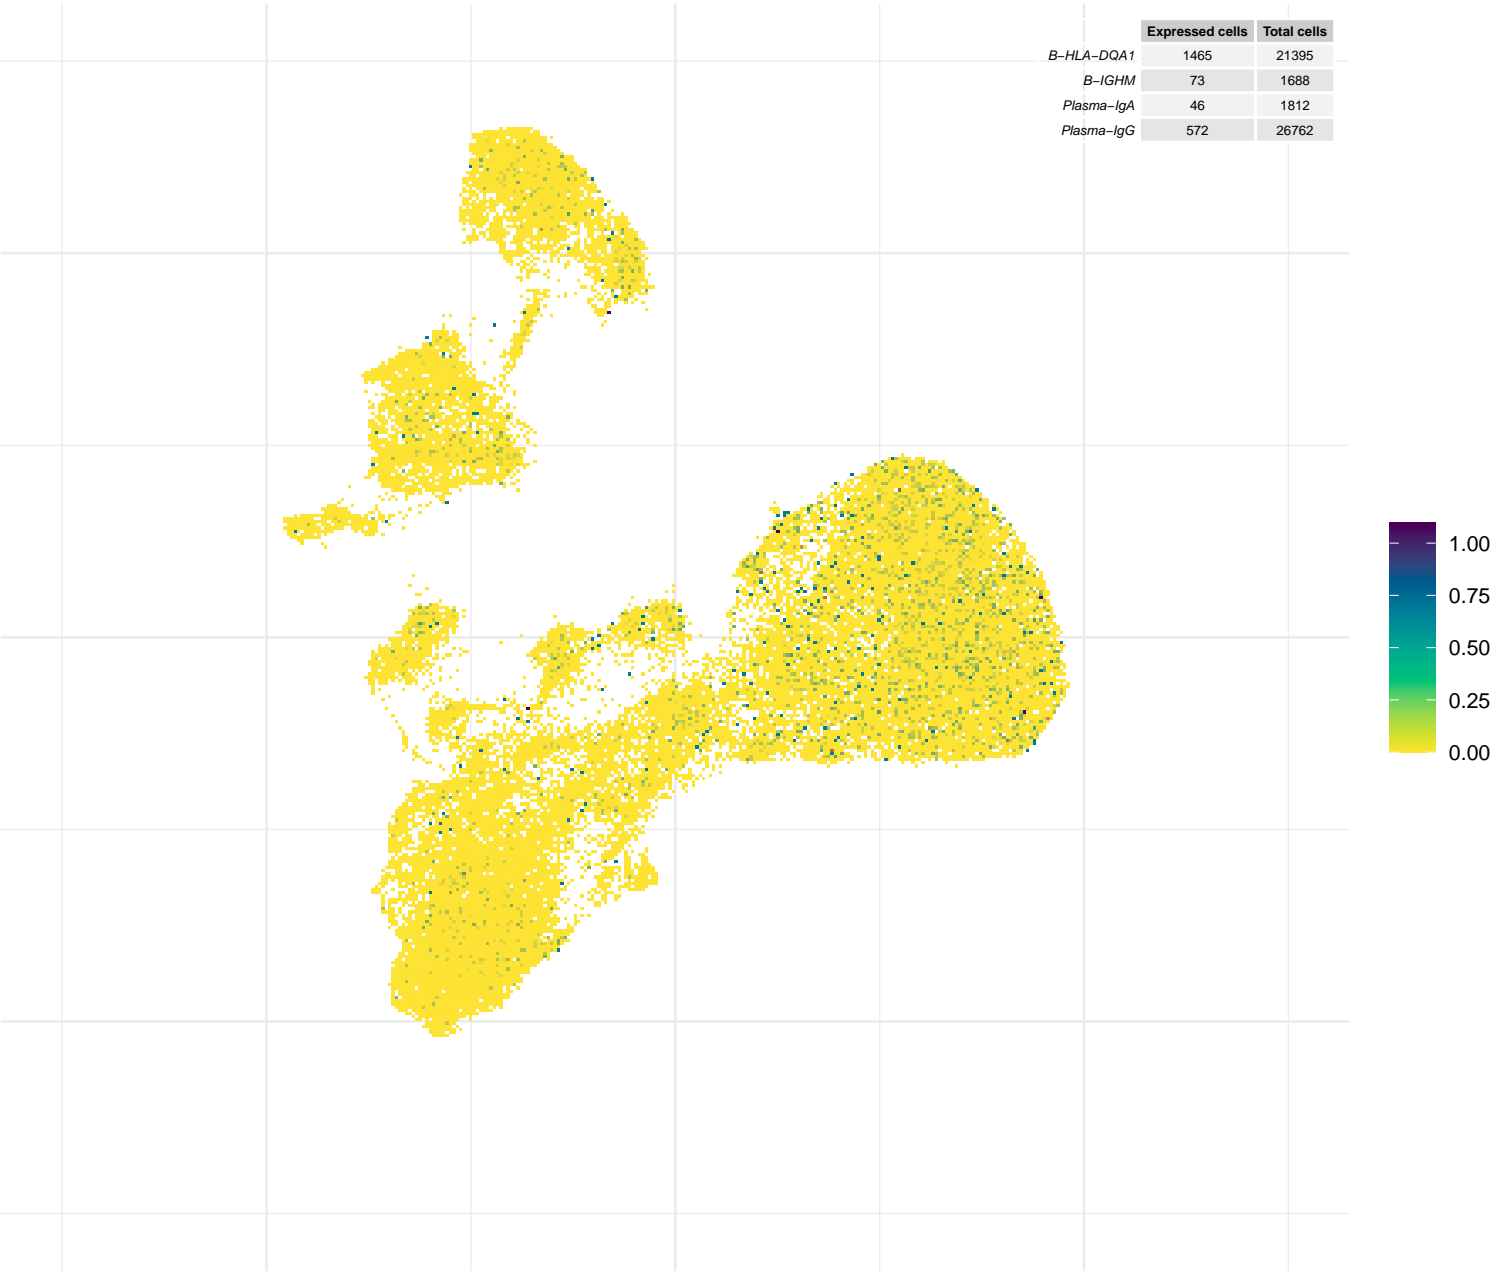 Expressed cells Total cells
B−HLA−DQA1 1465 21395
B−IGHM 73 1688
Plasma−IgA 46 1812
Plasma−IgG 572 26762
1.00
0.75
0.50
0.25
0.00